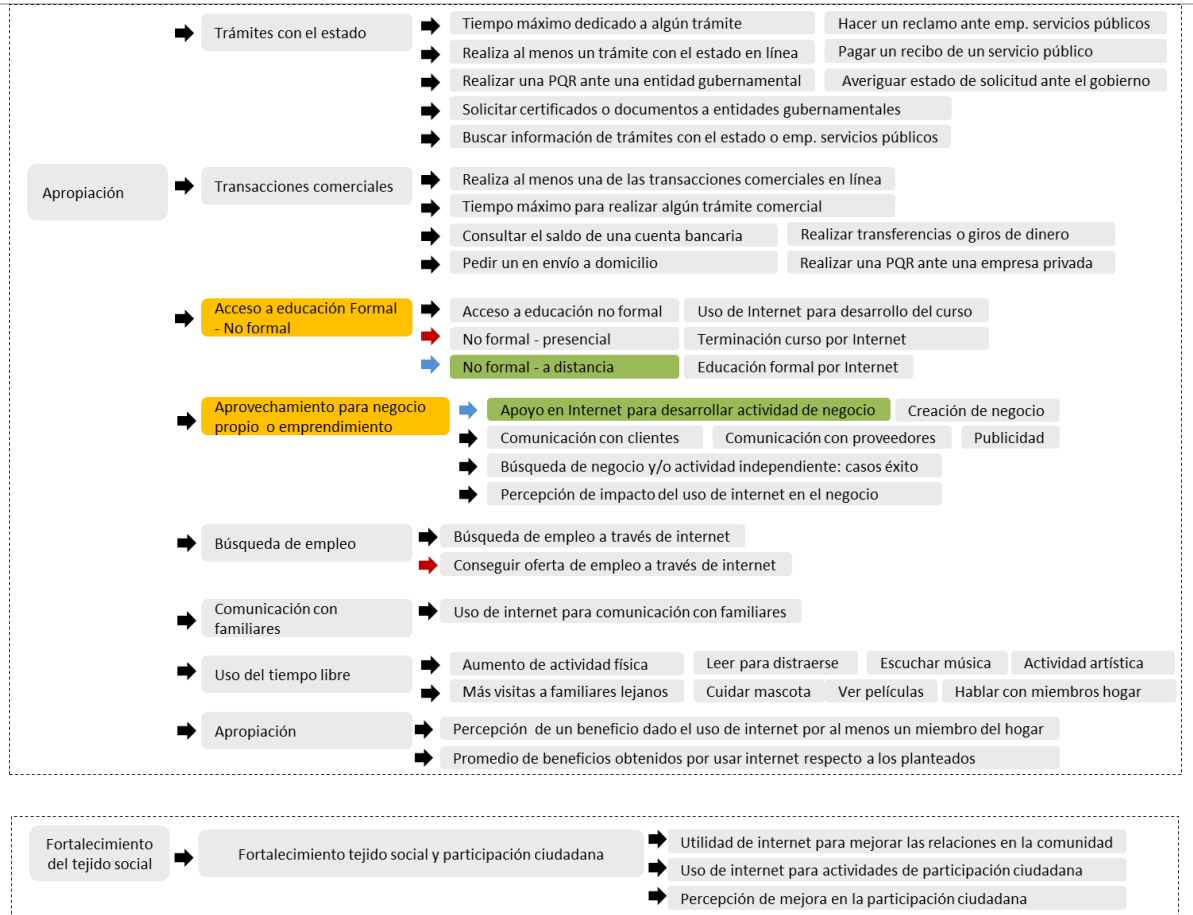 Trámites con el estado
Tiempo máximo dedicado a algún trámite
Hacer un reclamo ante emp. servicios públicos
Realiza al menos un trámite con el estado en línea
Pagar un recibo de un servicio público
Realizar una PQR ante una entidad gubernamental
Averiguar estado de solicitud ante el gobierno
Solicitar certificados o documentos a entidades gubernamentales
Buscar información de trámites con el estado o emp. servicios públicos
Apropiación
Transacciones comerciales
Realiza al menos una de las transacciones comerciales en línea
Tiempo máximo para realizar algún trámite comercial
Consultar el saldo de una cuenta bancaria
Realizar transferencias o giros de dinero
Pedir un en envío a domicilio
Realizar una PQR ante una empresa privada
Acceso a educación Formal
- No formal
Acceso a educación no formal
Uso de Internet para desarrollo del curso
No formal - presencial
Terminación curso por Internet
No formal - a distancia
Educación formal por Internet
Aprovechamiento para negocio
propio o emprendimiento
Apoyo en Internet para desarrollar actividad de negocio
Creación de negocio
Comunicación con clientes
Comunicación con proveedores
Publicidad
Búsqueda de negocio y/o actividad independiente: casos éxito
Percepción de impacto del uso de internet en el negocio
Búsqueda de empleo
Búsqueda de empleo a través de internet
Conseguir oferta de empleo a través de internet
Comunicación con
familiares
Uso de internet para comunicación con familiares
Uso del tiempo libre
Aumento de actividad física
Leer para distraerse
Escuchar música
Actividad artística
Más visitas a familiares lejanos
Cuidar mascota
Ver películas
Hablar con miembros hogar
Apropiación
Percepción de un beneficio dado el uso de internet por al menos un miembro del hogar
Promedio de beneficios obtenidos por usar internet respecto a los planteados
Fortalecimiento
del tejido social
Fortalecimiento tejido social y participación ciudadana
Utilidad de internet para mejorar las relaciones en la comunidad
Uso de internet para actividades de participación ciudadana
Percepción de mejora en la participación ciudadana